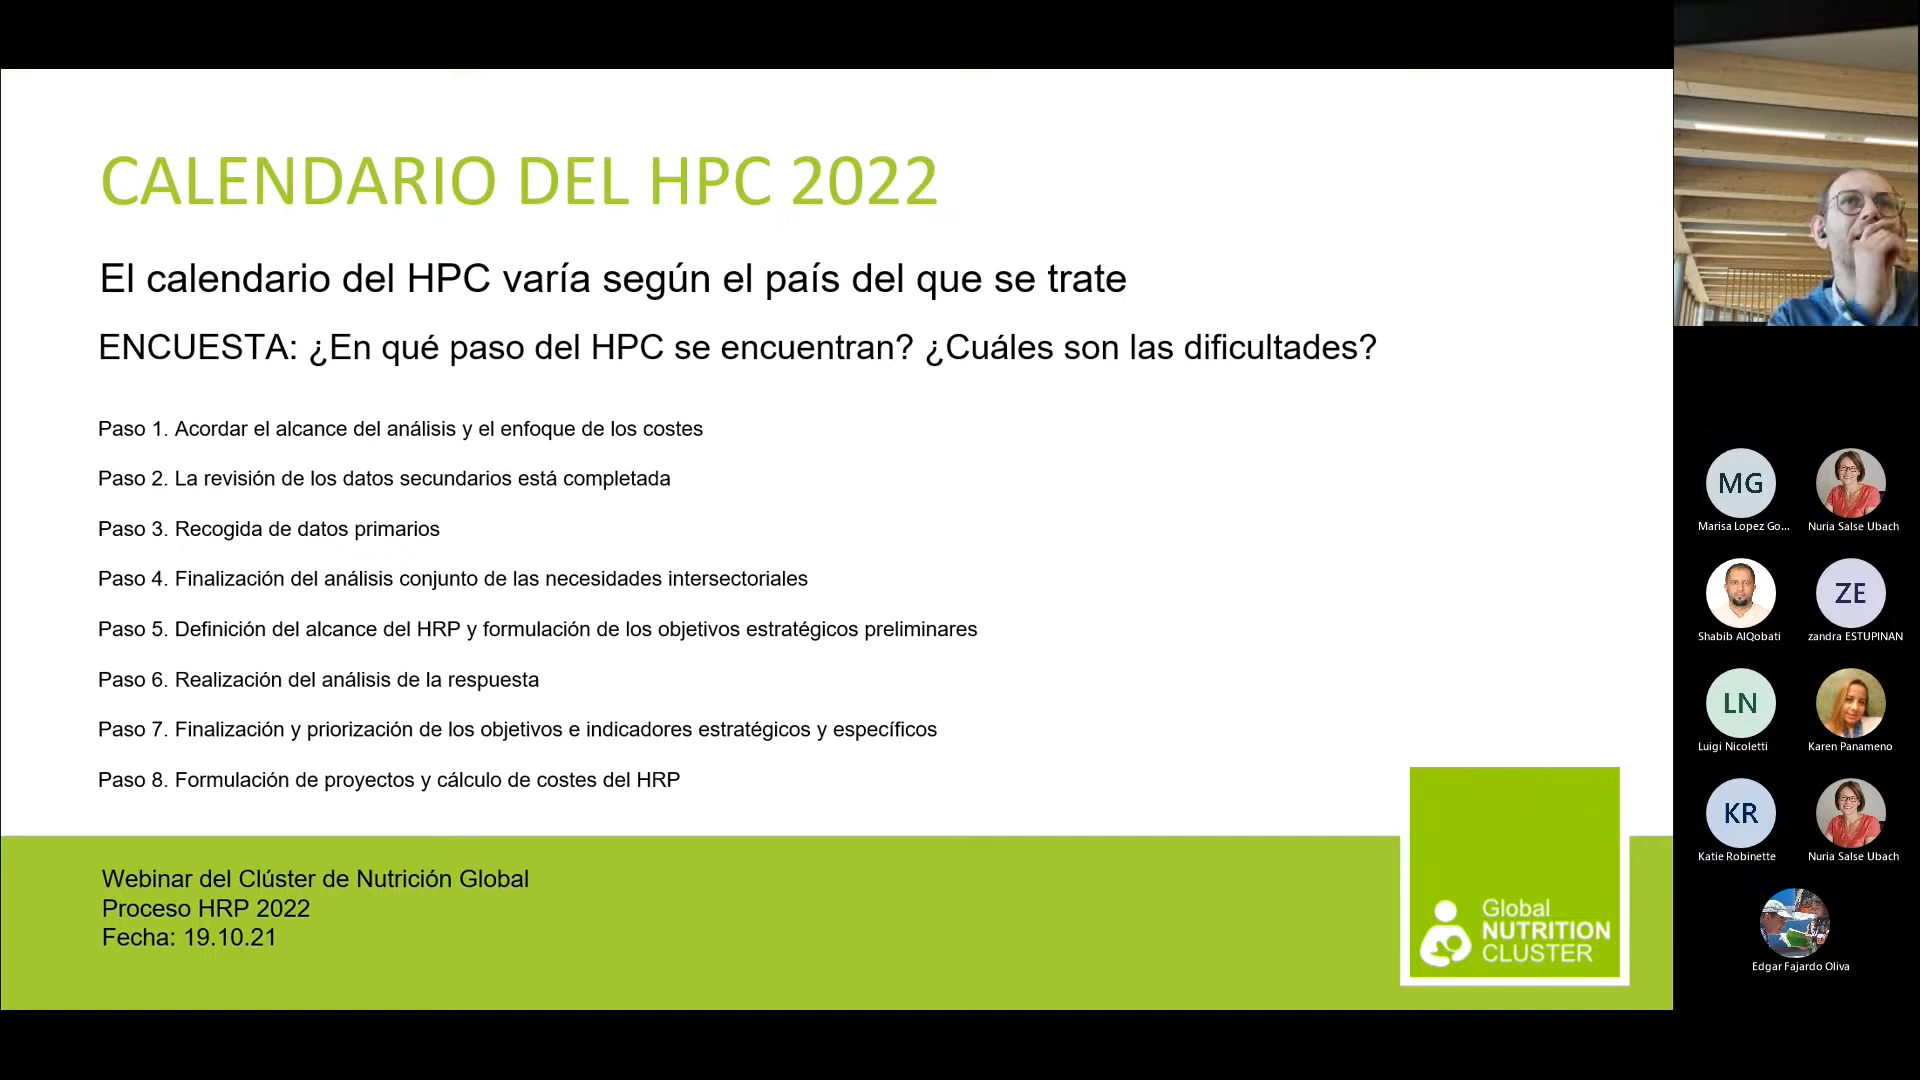 CALENDARIO DEL HPC 2022
El calendario del HPC varía según el país del que se trate
ENCUESTA: ¿En qué paso del HPC se encuentran? ¿Cuáles son las dificultades?
Paso 1. Acordar el alcance del análisis y el enfoque de los costes
Paso 2. La revisión de los datos secundarios está completada
Paso 3. Recogida de datos primarios
Paso 4. Finalización del análisis conjunto de las necesidades intersectoriales
Paso 5. Definición del alcance del HRP y formulación de los objetivos estratégicos preliminares
Paso 6. Realización del análisis de la respuesta
Paso 7. Finalización y priorización de los objetivos e indicadores estratégicos y específicos
Paso 8. Formulación de proyectos y cálculo de costes del HRP
Webinar del Clúster de Nutrición Global
Proceso HRP 2022
Fecha: 19.10.21
Global
NUTRITION
CLUSTER
MG
Marisa Lopez Go...
Nuria Salse Ubach
Shabib AlQobati
ZE
zandra ESTUPINAN
LN
Luigi Nicoletti
Karen Panameno
KR
Katie Robinette
Nuria Salse Ubach
Edgar Fajardo Oliva